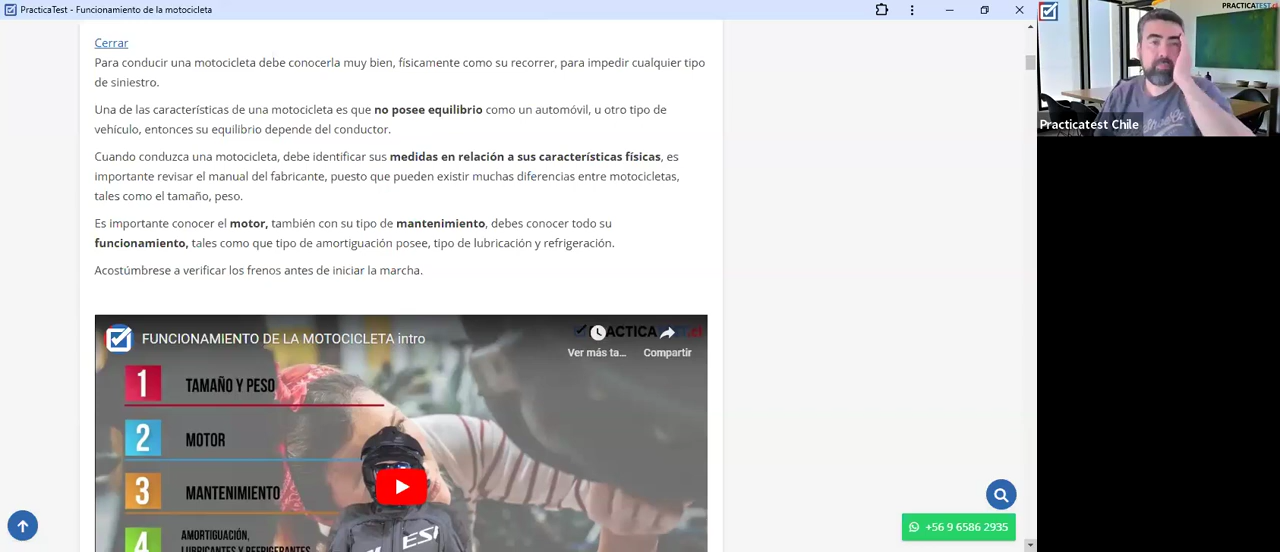 PracticaTest - Funcionamiento de la motocicleta
PRACTICATEST.cl
Practicatest Chile
Cerrar
Para conducir una motocicleta debe conocerla muy bien, físicamente como su recorrer, para impedir cualquier tipo
de siniestro.
Una de las características de una motocicleta es que no posee equilibrio como un automóvil, u otro tipo de
vehículo, entonces su equilibrio depende del conductor.
Cuando conduzca una motocicleta, debe identificar sus medidas en relación a sus características físicas, es
importante revisar el manual del fabricante, puesto que pueden existir muchas diferencias entre motocicletas,
tales como el tamaño, peso.
Es importante conocer el motor, también con su tipo de mantenimiento, debes conocer todo su
funcionamiento, tales como que tipo de amortiguación posee, tipo de lubricación y refrigeración.
Acostúmbrese a verificar los frenos antes de iniciar la marcha.
FUNCIONAMIENTO DE LA MOTOCICLETA intro
Ver más ta...
Compartir
1 TAMAÑO Y PESO
2 MOTOR
3 MANTENIMIENTO
4 AMORTIGUACIÓN,
LUBRICANTES Y REFRIGERANTES
+56 9 6586 2935